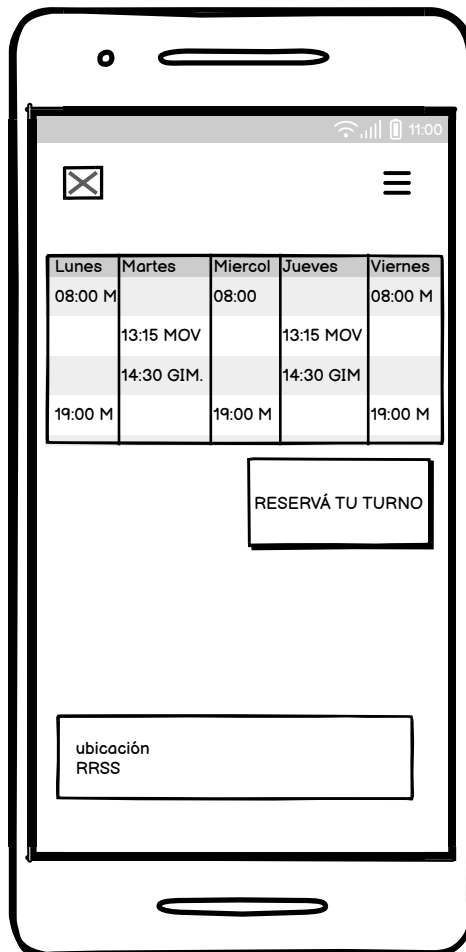 11:00
Lunes Martes Miercol Jueves Viernes
08:00 M 08:00 08:00 M
13:15 MOV 13:15 MOV
14:30 GIM. 14:30 GIM
19:00 M 19:00 M 19:00 M
RESERVÁ TU TURNO
ubicación
RRSS